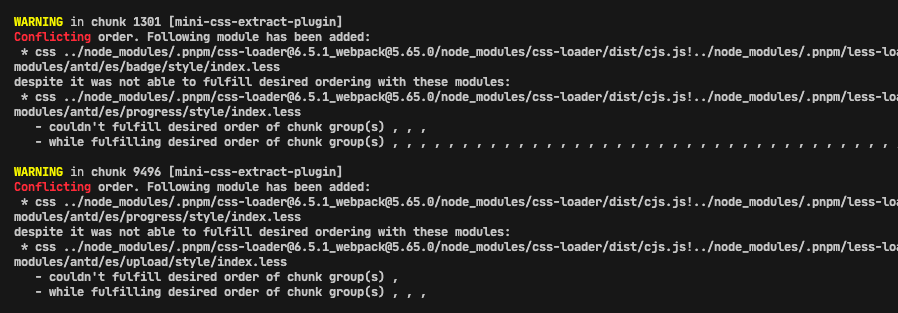 WARNING in chunk 1301 [mini-css-extract-plugin]
Conflicting order. Following module has been added:
 * css ../node_modules/.pnpm/css-loader@6.5.1_webpack@5.65.0/node_modules/css-loader/dist/cjs.js!../node_modules/.pnpm/less-loa
modules/antd/es/badge/style/index.less
despite it was not able to fulfill desired ordering with these modules:
 * css ../node_modules/.pnpm/css-loader@6.5.1_webpack@5.65.0/node_modules/css-loader/dist/cjs.js!../node_modules/.pnpm/less-loa
modules/antd/es/progress/style/index.less
   - couldn't fulfill desired order of chunk group(s) , , ,
   - while fulfilling desired order of chunk group(s) , , , , , , , , , , , , , , , , , , , , , , , , , , , , , , , , , , , , ,
WARNING in chunk 9496 [mini-css-extract-plugin]
Conflicting order. Following module has been added:
 * css ../node_modules/.pnpm/css-loader@6.5.1_webpack@5.65.0/node_modules/css-loader/dist/cjs.js!../node_modules/.pnpm/less-loa
modules/antd/es/progress/style/index.less
despite it was not able to fulfill desired ordering with these modules:
 * css ../node_modules/.pnpm/css-loader@6.5.1_webpack@5.65.0/node_modules/css-loader/dist/cjs.js!../node_modules/.pnpm/less-loa
modules/antd/es/upload/style/index.less
   - couldn't fulfill desired order of chunk group(s) ,
   - while fulfilling desired order of chunk group(s) , , ,